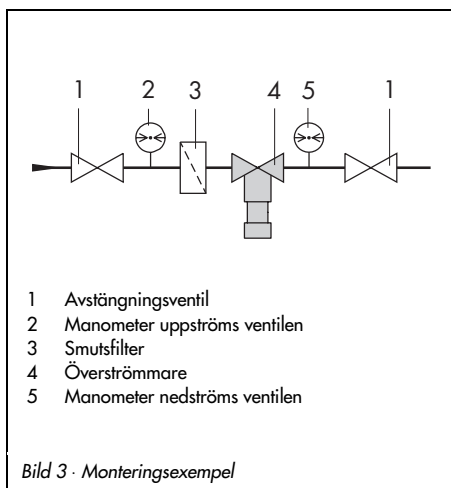 1 2 3 4 5 1
1 Avstängningsventil
2 Manometer uppströms ventilen
3 Smutsfilter
4 Överströmmare
5 Manometer nedströms ventilen
Bild 3 · Monteringsexempel